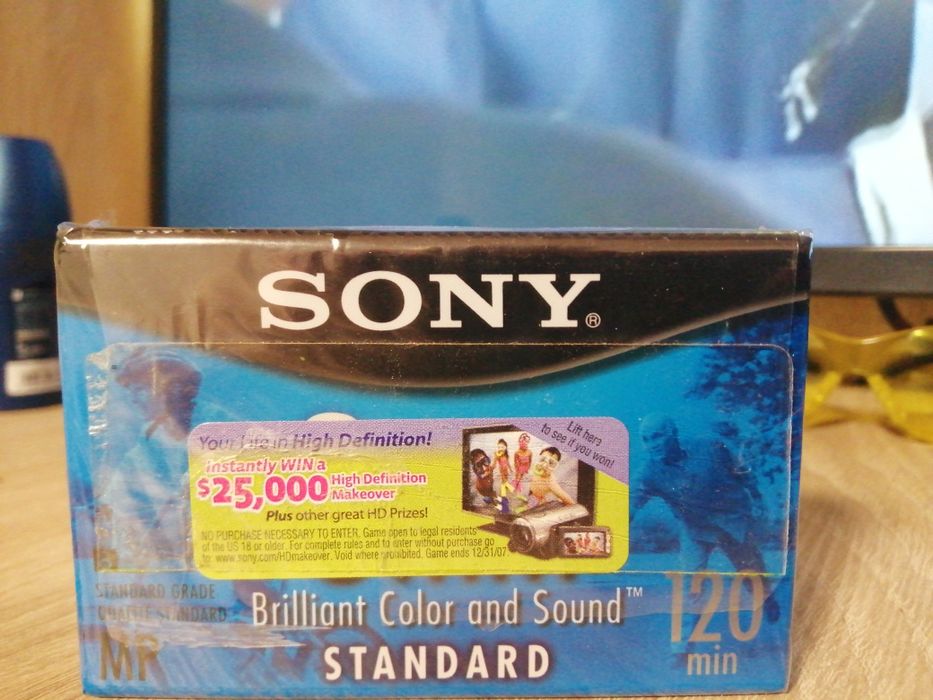 SONY®
Your Life in High Definition!
Instantly WIN a
$25,000 High Definition
Makeover
Plus other great HD Prizes!
Lift here
to see if you won!
NO PURCHASE NECESSARY TO ENTER. Game open to legal residents
of the US 18 or older. For complete rules and to enter without purchase go
to: www.sony.com/HDmakeover. Void where prohibited. Game ends 12/31/07
STANDARD GRADE
QUALITÉ STANDARD
MP
Brilliant Color and Sound™
STANDARD
120
min